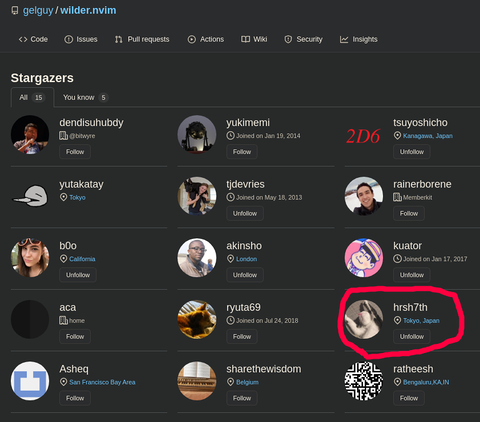 gelguy / wilder.nvim
Code Issues Pull requests Actions Wiki Security Insights
Stargazers
All 15 You know 5
dendisuhubdy
@bitwyre
Follow
yukimemi
Joined on Jan 19, 2014
Follow
tsuyoshicho
Kanagawa, Japan
Unfollow
yutakatay
Tokyo
tjdevries
Joined on May 18, 2013
Unfollow
rainerborene
Memberkit
Follow
b0o
California
Unfollow
akinsho
London
Unfollow
kuator
Joined on Jan 17, 2017
Unfollow
aca
home
Follow
ryuta69
Joined on Jul 24, 2018
Follow
hrsh7th
Tokyo, Japan
Unfollow
Asheq
San Francisco Bay Area
Follow
sharethewisdom
Belgium
Follow
ratheesh
Bengaluru,KA,IN
Follow
2D6